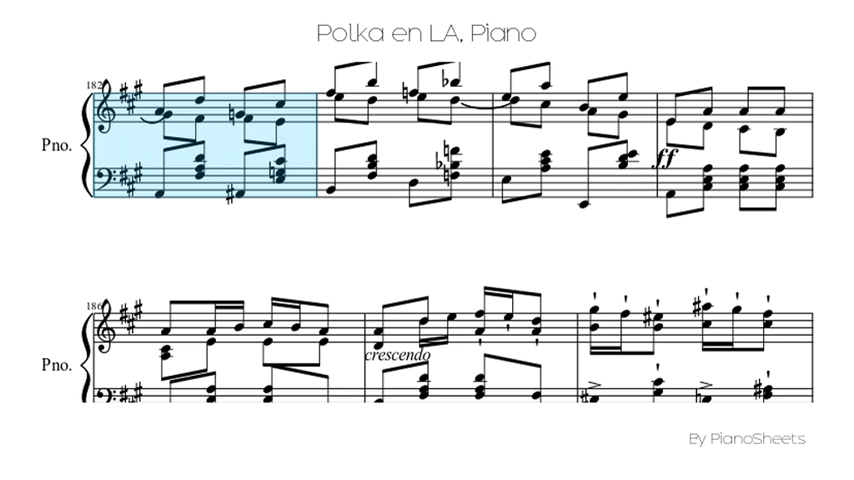 Polka en LA, Piano
182
Pno.
ff
186
Pno.
crescendo
By PianoSheets